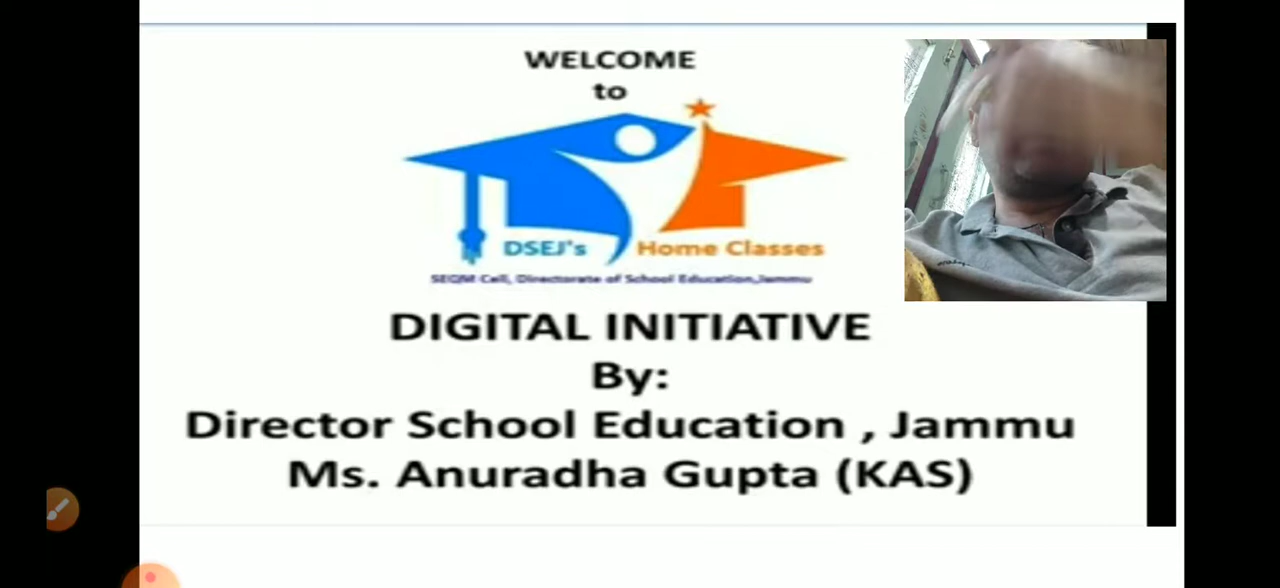 WELCOME
to
DSEJ's Home Classes
SEQM Cell, Directorate of School Education,Jammu
DIGITAL INITIATIVE
By:
Director School Education , Jammu
Ms. Anuradha Gupta (KAS)